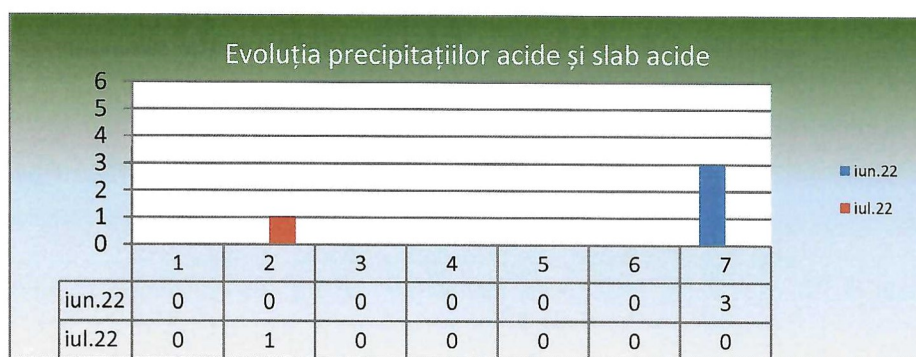 Evoluția precipitațiilor acide și slab acide
6
5
4
3
2
1
0
iun.22
iul.22
1 2 3 4 5 6 7
iun.22 0 0 0 0 0 0 3
iul.22 0 1 0 0 0 0 0